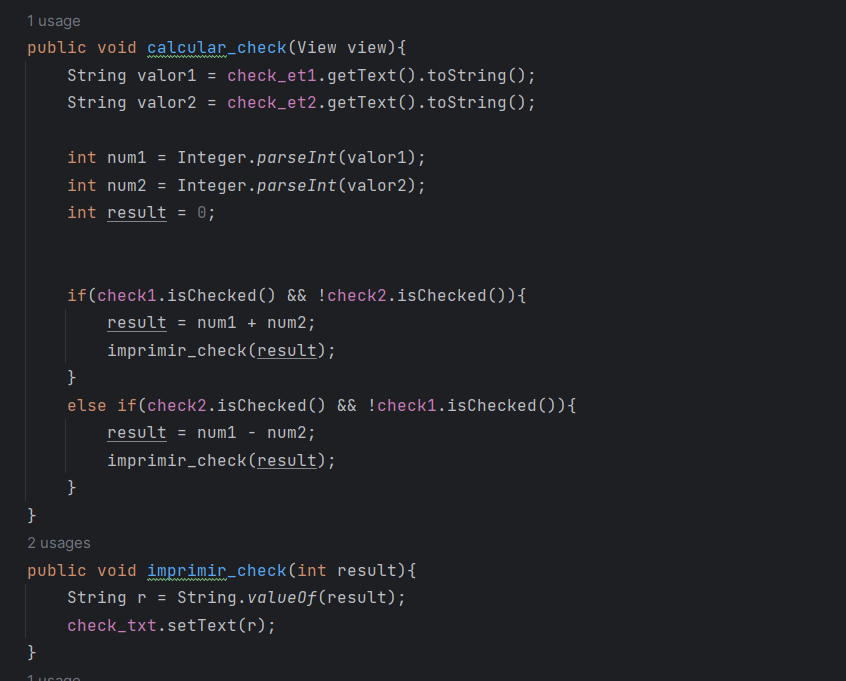 1 usage
public void calcular_check(View view){
String valor1 = check_et1.getText().toString();
String valor2 = check_et2.getText().toString();
int num1 = Integer.parseInt(valor1);
int num2 = Integer.parseInt(valor2);
int result = 0;
if(check1.isChecked() && !check2.isChecked()){
result = num1 + num2;
imprimir_check(result);
}
else if(check2.isChecked() && !check1.isChecked()){
result = num1 - num2;
imprimir_check(result);
}
}
2 usages
public void imprimir_check(int result){
String r = String.valueOf(result);
check_txt.setText(r);
}
1 usage